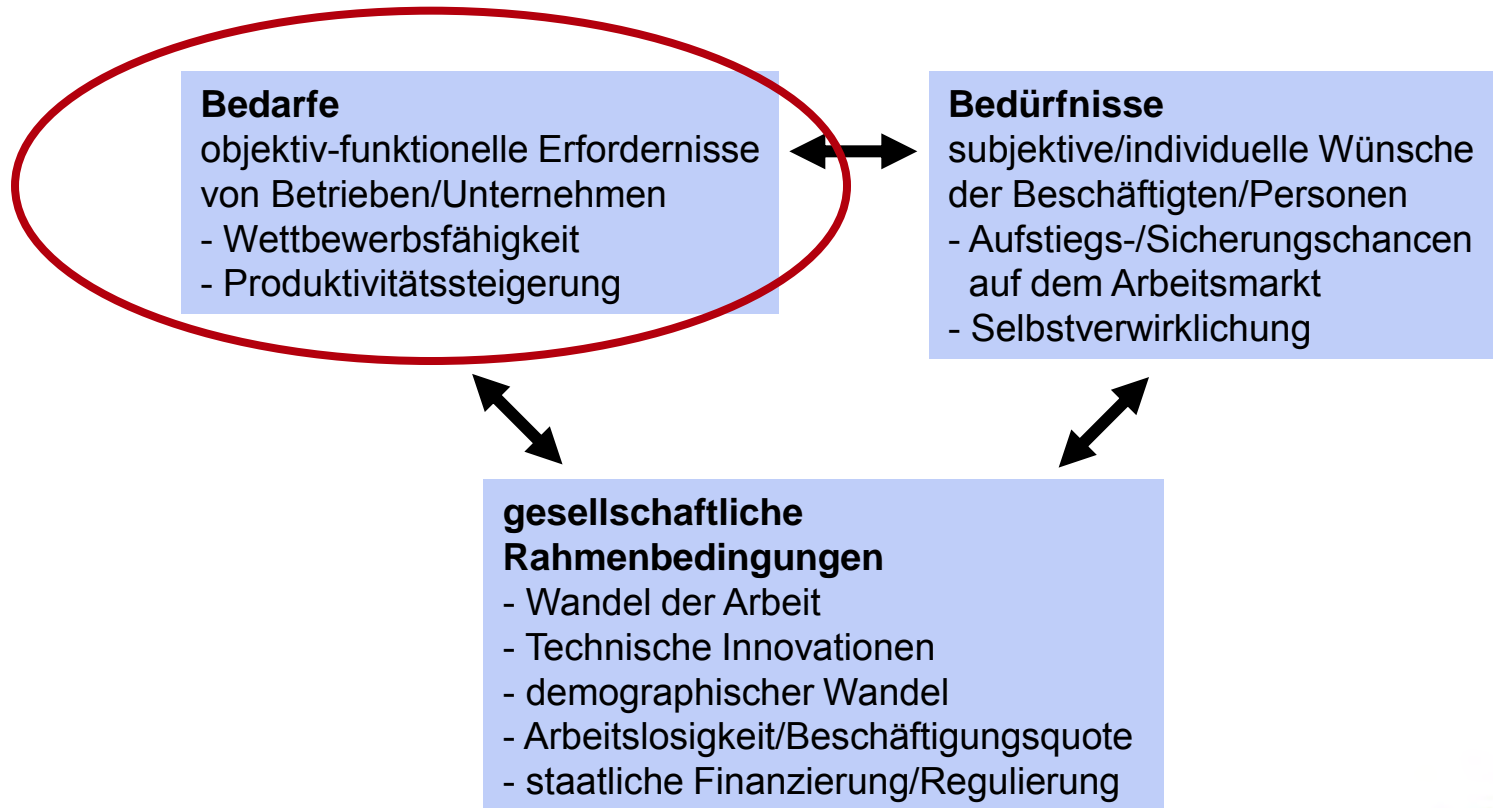 Bedarfe
objektiv-funktionelle Erfordernisse
von Betrieben/Unternehmen
- Wettbewerbsfähigkeit
- Produktivitätssteigerung
Bedürfnisse
subjektive/individuelle Wünsche
der Beschäftigten/Personen
- Aufstiegs-/Sicherungschancen
auf dem Arbeitsmarkt
- Selbstverwirklichung
gesellschaftliche
Rahmenbedingungen
- Wandel der Arbeit
- Technische Innovationen
- demographischer Wandel
- Arbeitslosigkeit/Beschäftigungsquote
- staatliche Finanzierung/Regulierung